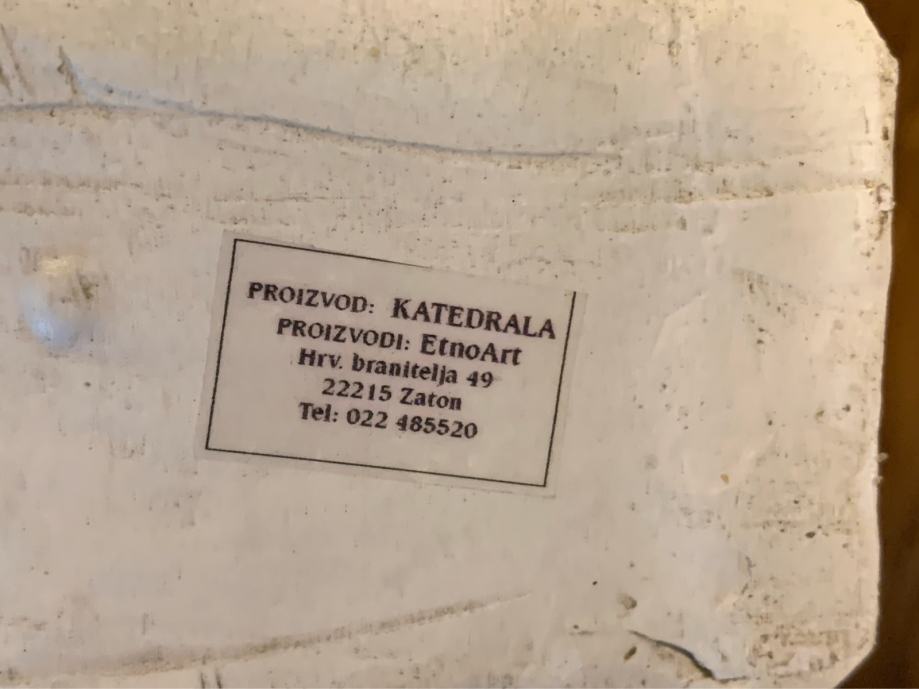 PROIZVOD: KATEDRALA
PROIZVODI: EtnoArt
Hrv. branitelja 49
22215 Zaton
Tel: 022 485520